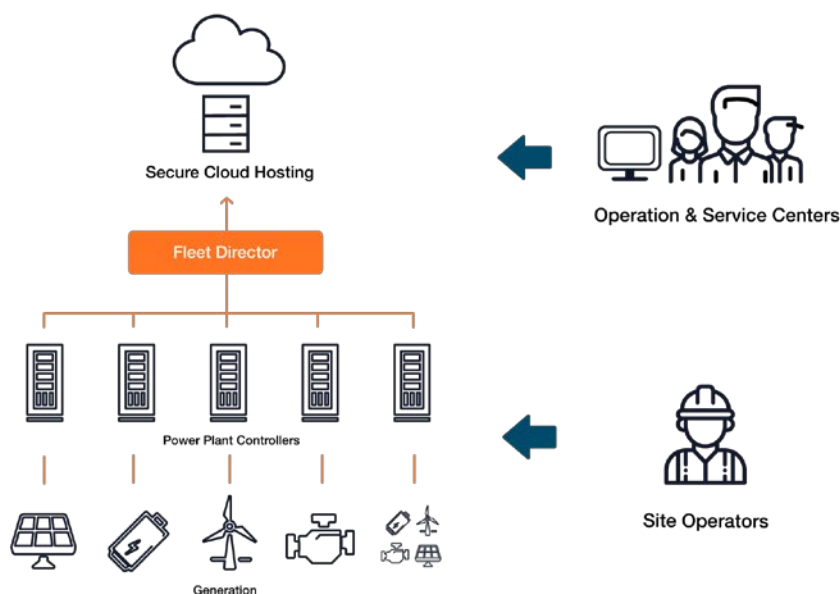 Secure Cloud Hosting
Operation & Service Centers
Fleet Director
Power Plant Controllers
Site Operators
Generation